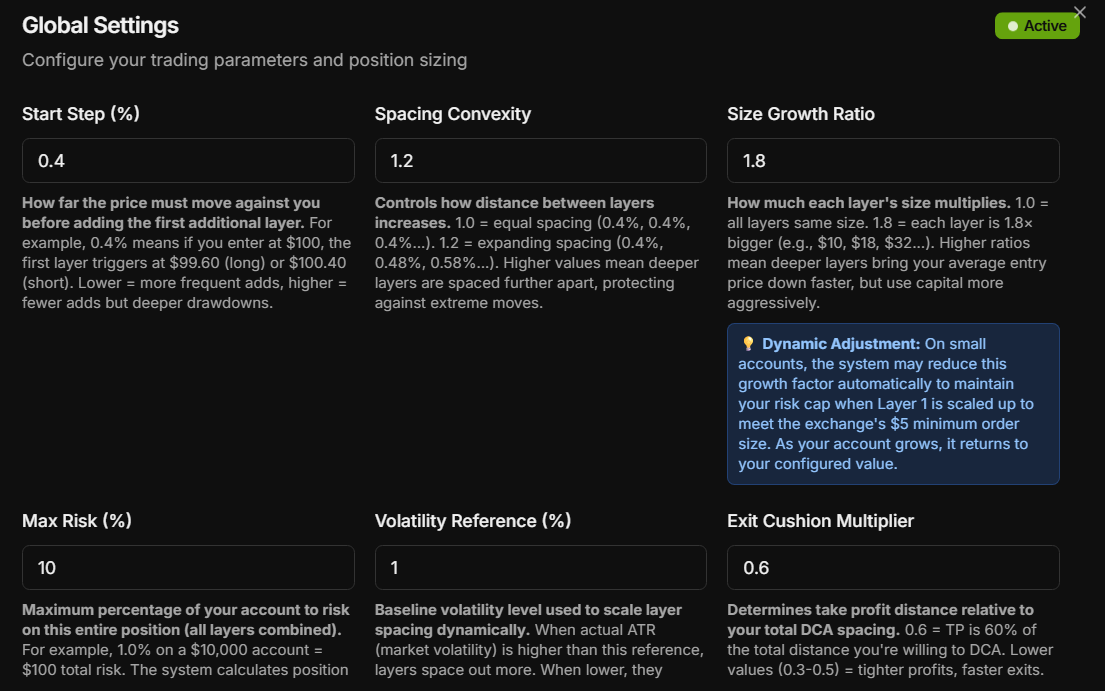 Global Settings
Active
Configure your trading parameters and position sizing
Start Step (%)
0.4
How far the price must move against you
before adding the first additional layer. For
example, 0.4% means if you enter at $100, the
first layer triggers at $99.60 (long) or $100.40
(short). Lower = more frequent adds, higher =
fewer adds but deeper drawdowns.
Spacing Convexity
1.2
Controls how distance between layers
increases. 1.0 = equal spacing (0.4%, 0.4%,
0.4%...). 1.2 = expanding spacing (0.4%,
0.48%, 0.58%...). Higher values mean deeper
layers are spaced further apart, protecting
against extreme moves.
Size Growth Ratio
1.8
How much each layer's size multiplies. 1.0 =
all layers same size. 1.8 = each layer is 1.8×
bigger (e.g., $10, $18, $32...). Higher ratios
mean deeper layers bring your average entry
price down faster, but use capital more
aggressively.
💡 Dynamic Adjustment: On small
accounts, the system may reduce this
growth factor automatically to maintain
your risk cap when Layer 1 is scaled up to
meet the exchange's $5 minimum order
size. As your account grows, it returns to
your configured value.
Max Risk (%)
10
Maximum percentage of your account to risk
on this entire position (all layers combined).
For example, 1.0% on a $10,000 account =
$100 total risk. The system calculates position
Volatility Reference (%)
1
Baseline volatility level used to scale layer
spacing dynamically. When actual ATR
(market volatility) is higher than this reference,
layers space out more. When lower, they
Exit Cushion Multiplier
0.6
Determines take profit distance relative to
your total DCA spacing. 0.6 = TP is 60% of
the total distance you're willing to DCA. Lower
values (0.3-0.5) = tighter profits, faster exits.